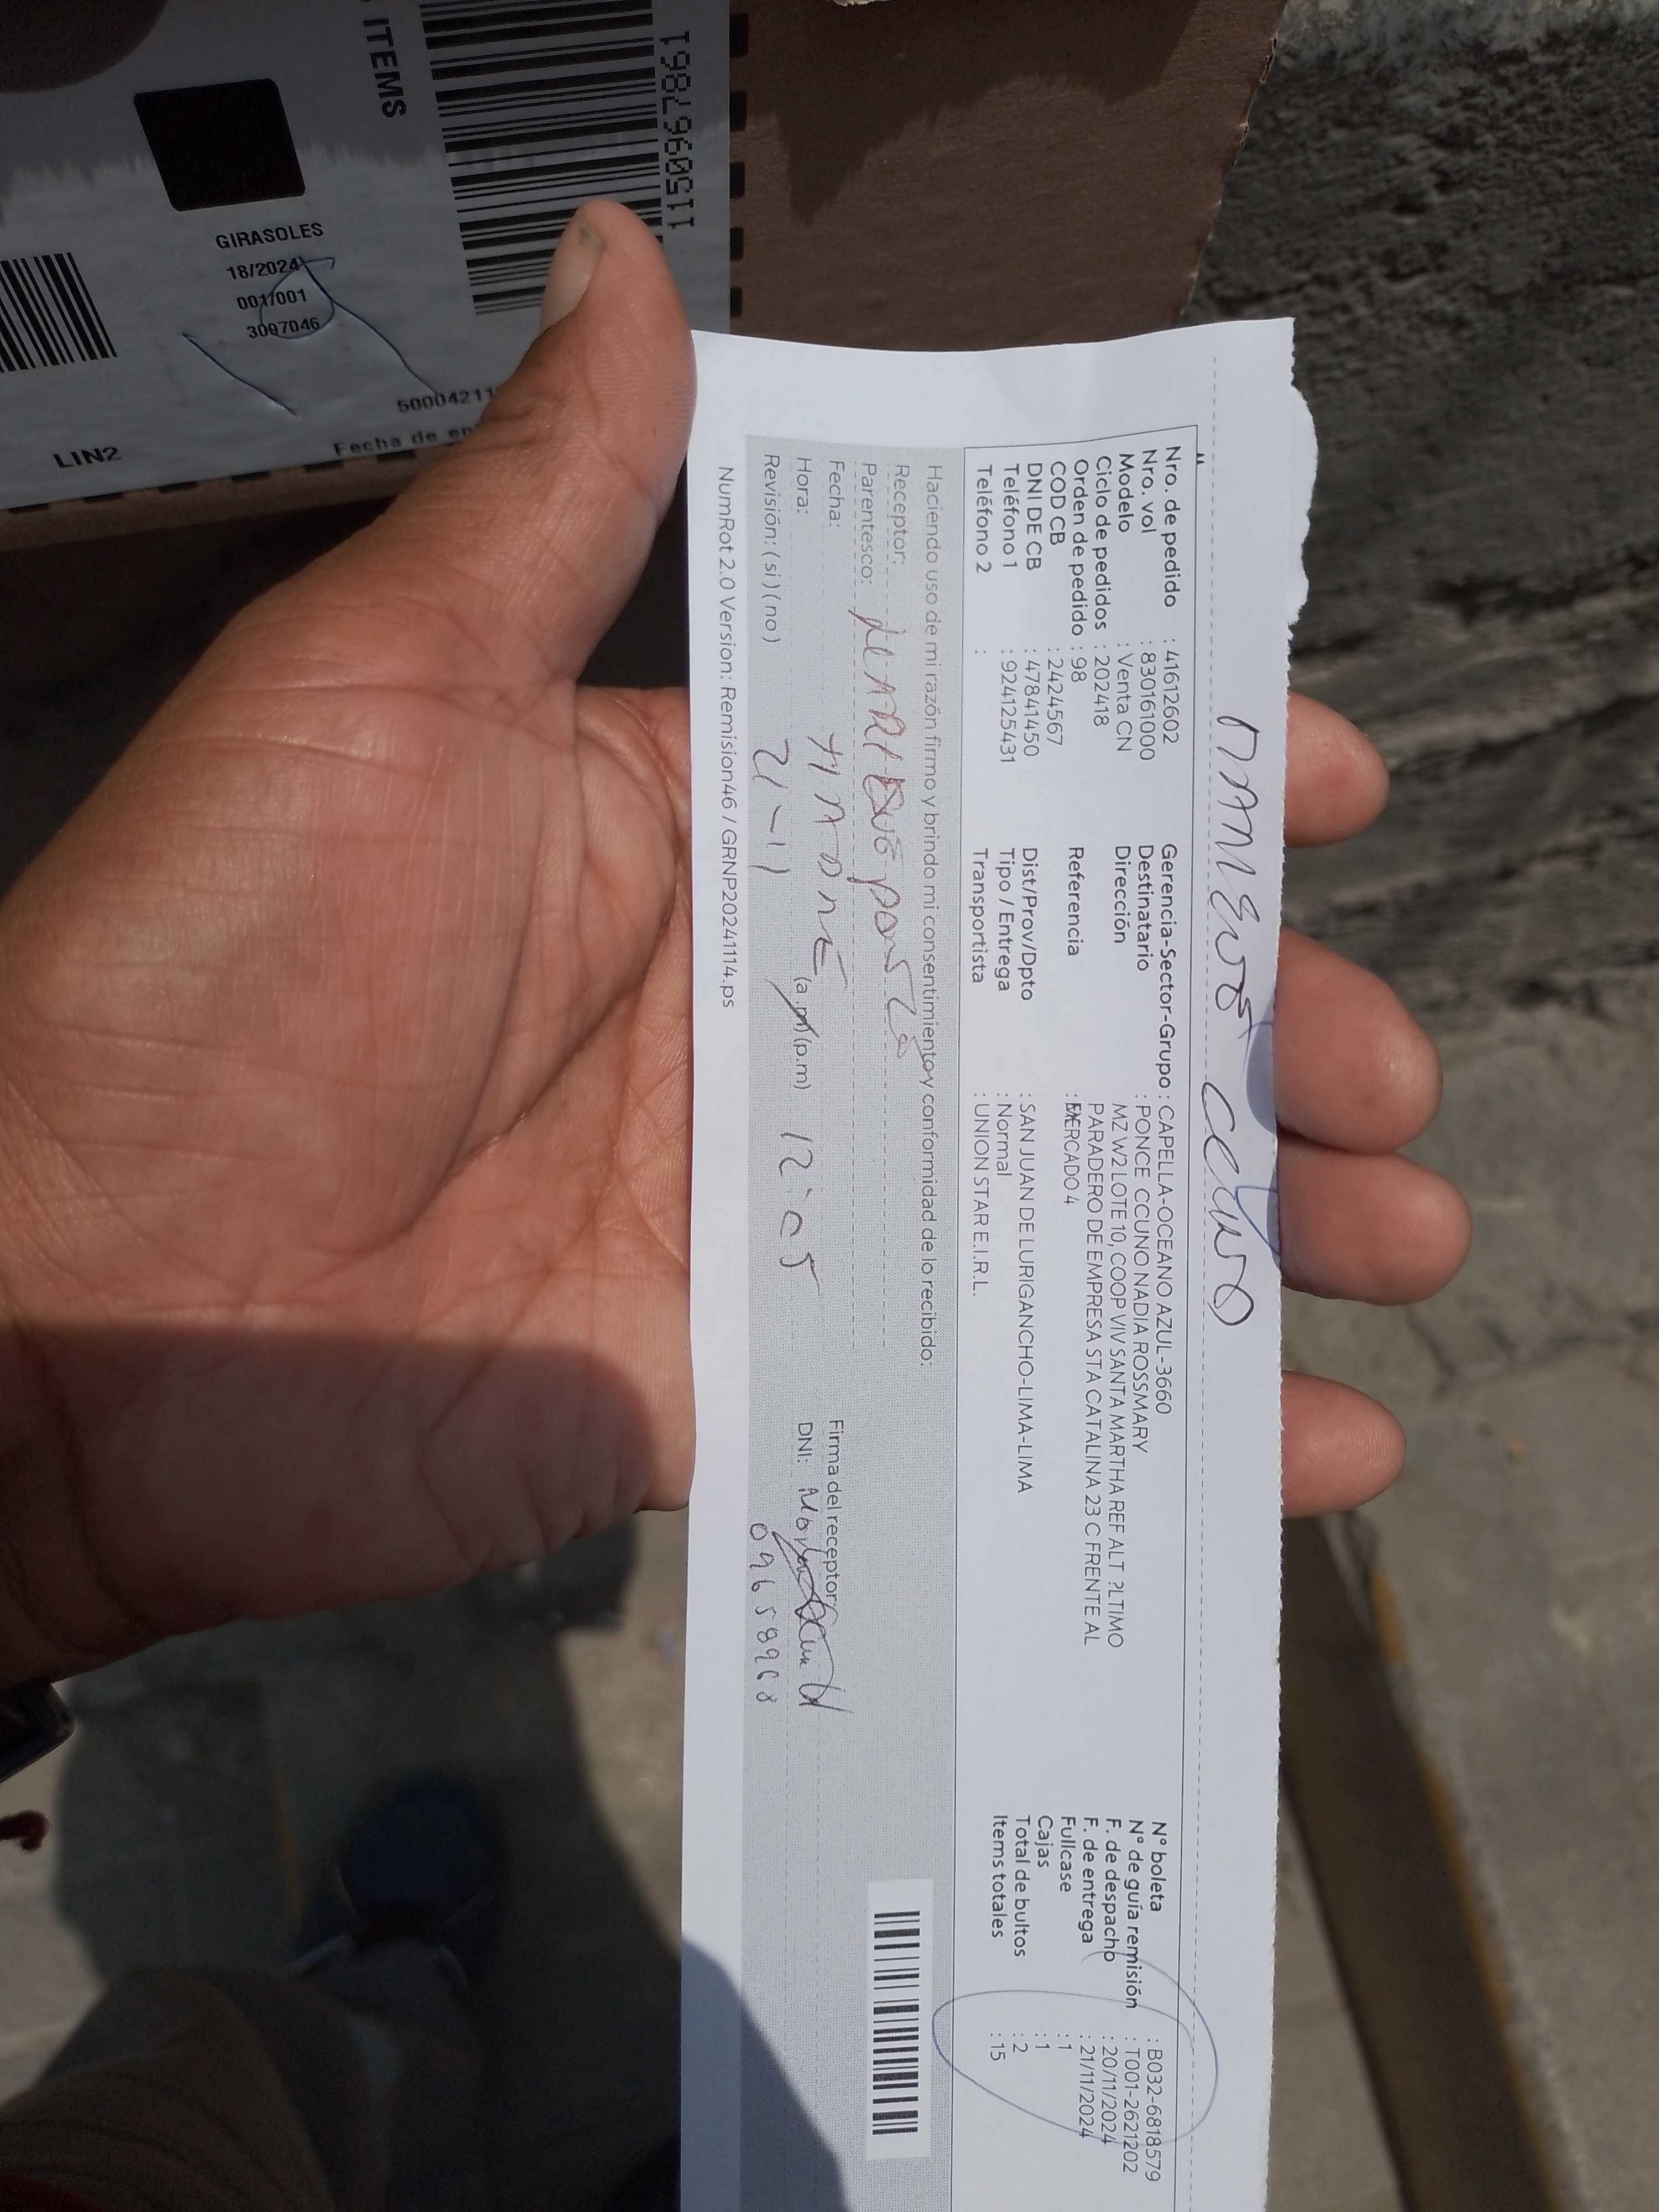 ITEMS
1150967861
GIRASOLES
18/2024
001/001
3097046
5000421
Fecha de en
LIN2
Nro. de pedido : 41612602
Nro. vol : 830161000
Modelo : Venta CN
Ciclo de pedidos : 202418
Orden de pedido : 98
COD CB : 2424567
DNI DE CB : 47841450
Teléfono 1 : 924125431
Teléfono 2 :
Gerencia-Sector-Grupo : CAPELLA-OCEANO AZUL-3660
Destinatario : PONCE CCUNO NADIA ROSSMARY
Dirección MZ W2 LOTE 10, COOP VIV SANTA MARTHA REF ALT ?LTIMO
PARADERO DE EMPRESA STA CATALINA 23 C FRENTE AL
Referencia : MERCADO 4
Dist/Prov/Dpto : SAN JUAN DE LURIGANCHO-LIMA-LIMA
Tipo / Entrega : Normal
Transportista : UNION STAR E.I.R.L.
N° boleta : B032-6818579
N° de guía remisión : T001-2621202
F. de despacho : 20/11/2024
F. de entrega : 21/11/2024
Fullcase : 1
Cajas : 1
Total de bultos : 2
Items totales : 15
Haciendo uso de mi razón firmo y brindo mi consentimiento y conformidad de lo recibido:
Receptor:
Parentesco:
Fecha:
Hora: (a.m) (p.m) 12:05
Revisión: ( si ) ( no ) 21-11
Firma del receptor
DNI:
09658968
NumRot 2.0 Version: Remision46 / GRNP20241114.ps